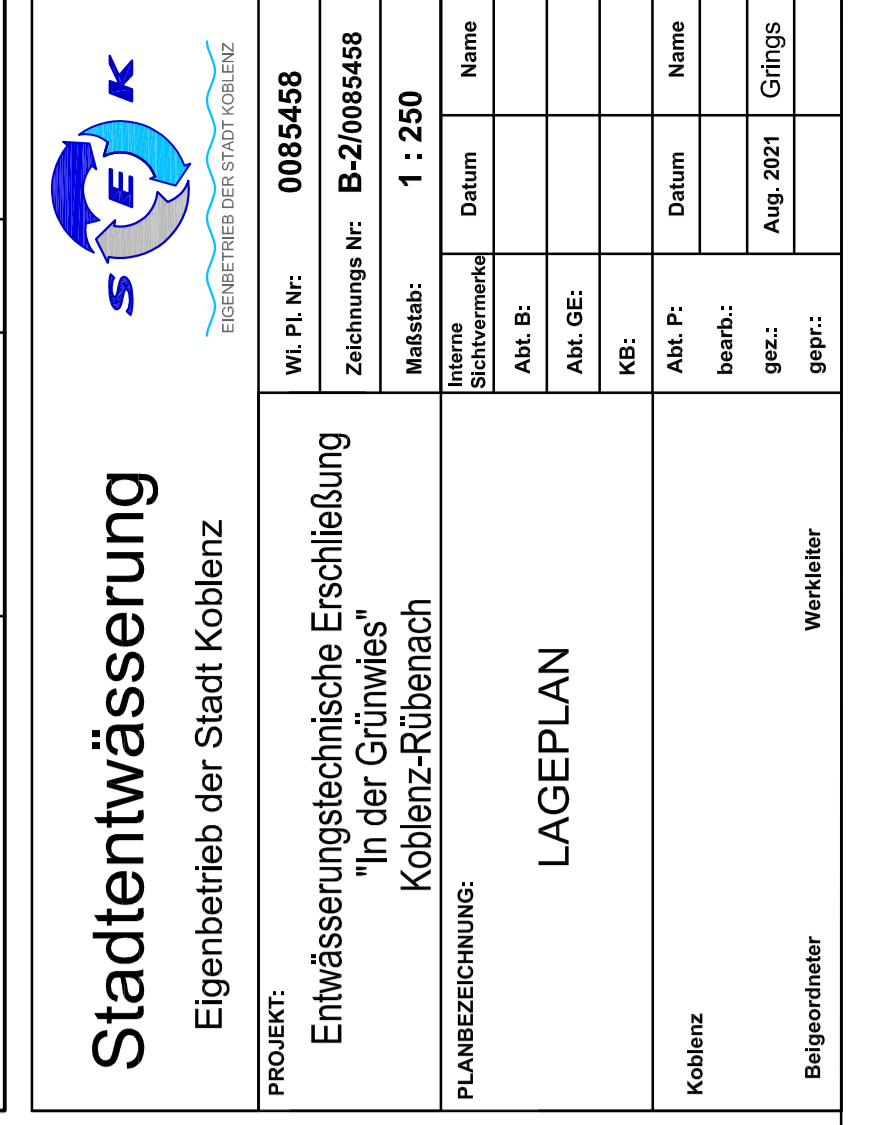 Stadtentwässerung
Eigenbetrieb der Stadt Koblenz
S E K
EIGENBETRIEB DER STADT KOBLENZ
PROJEKT:
Entwässerungstechnische Erschließung
"In der Grünwies"
Koblenz-Rübenach
Wi. Pl. Nr: 0085458
Zeichnungs Nr: B-2/0085458
Maßstab: 1 : 250
PLANBEZEICHNUNG:
LAGEPLAN
Interne
Sichtvermerke Datum Name
Abt. B:
Abt. GE:
KB:
Abt. P: Datum Name
bearb.:
gez.: Aug. 2021 Grings
gepr.:
Koblenz
Beigeordneter Werkleiter